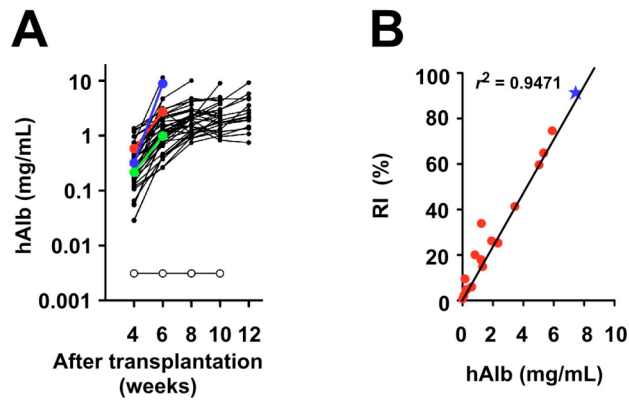 A
hAlb (mg/mL)
10
1
0.1
0.01
0.001
4 6 8 10 12
After transplantation
(weeks)
B
r² = 0.9471
RI (%)
100
80
60
40
20
0
0 2 4 6 8 10
hAlb (mg/mL)